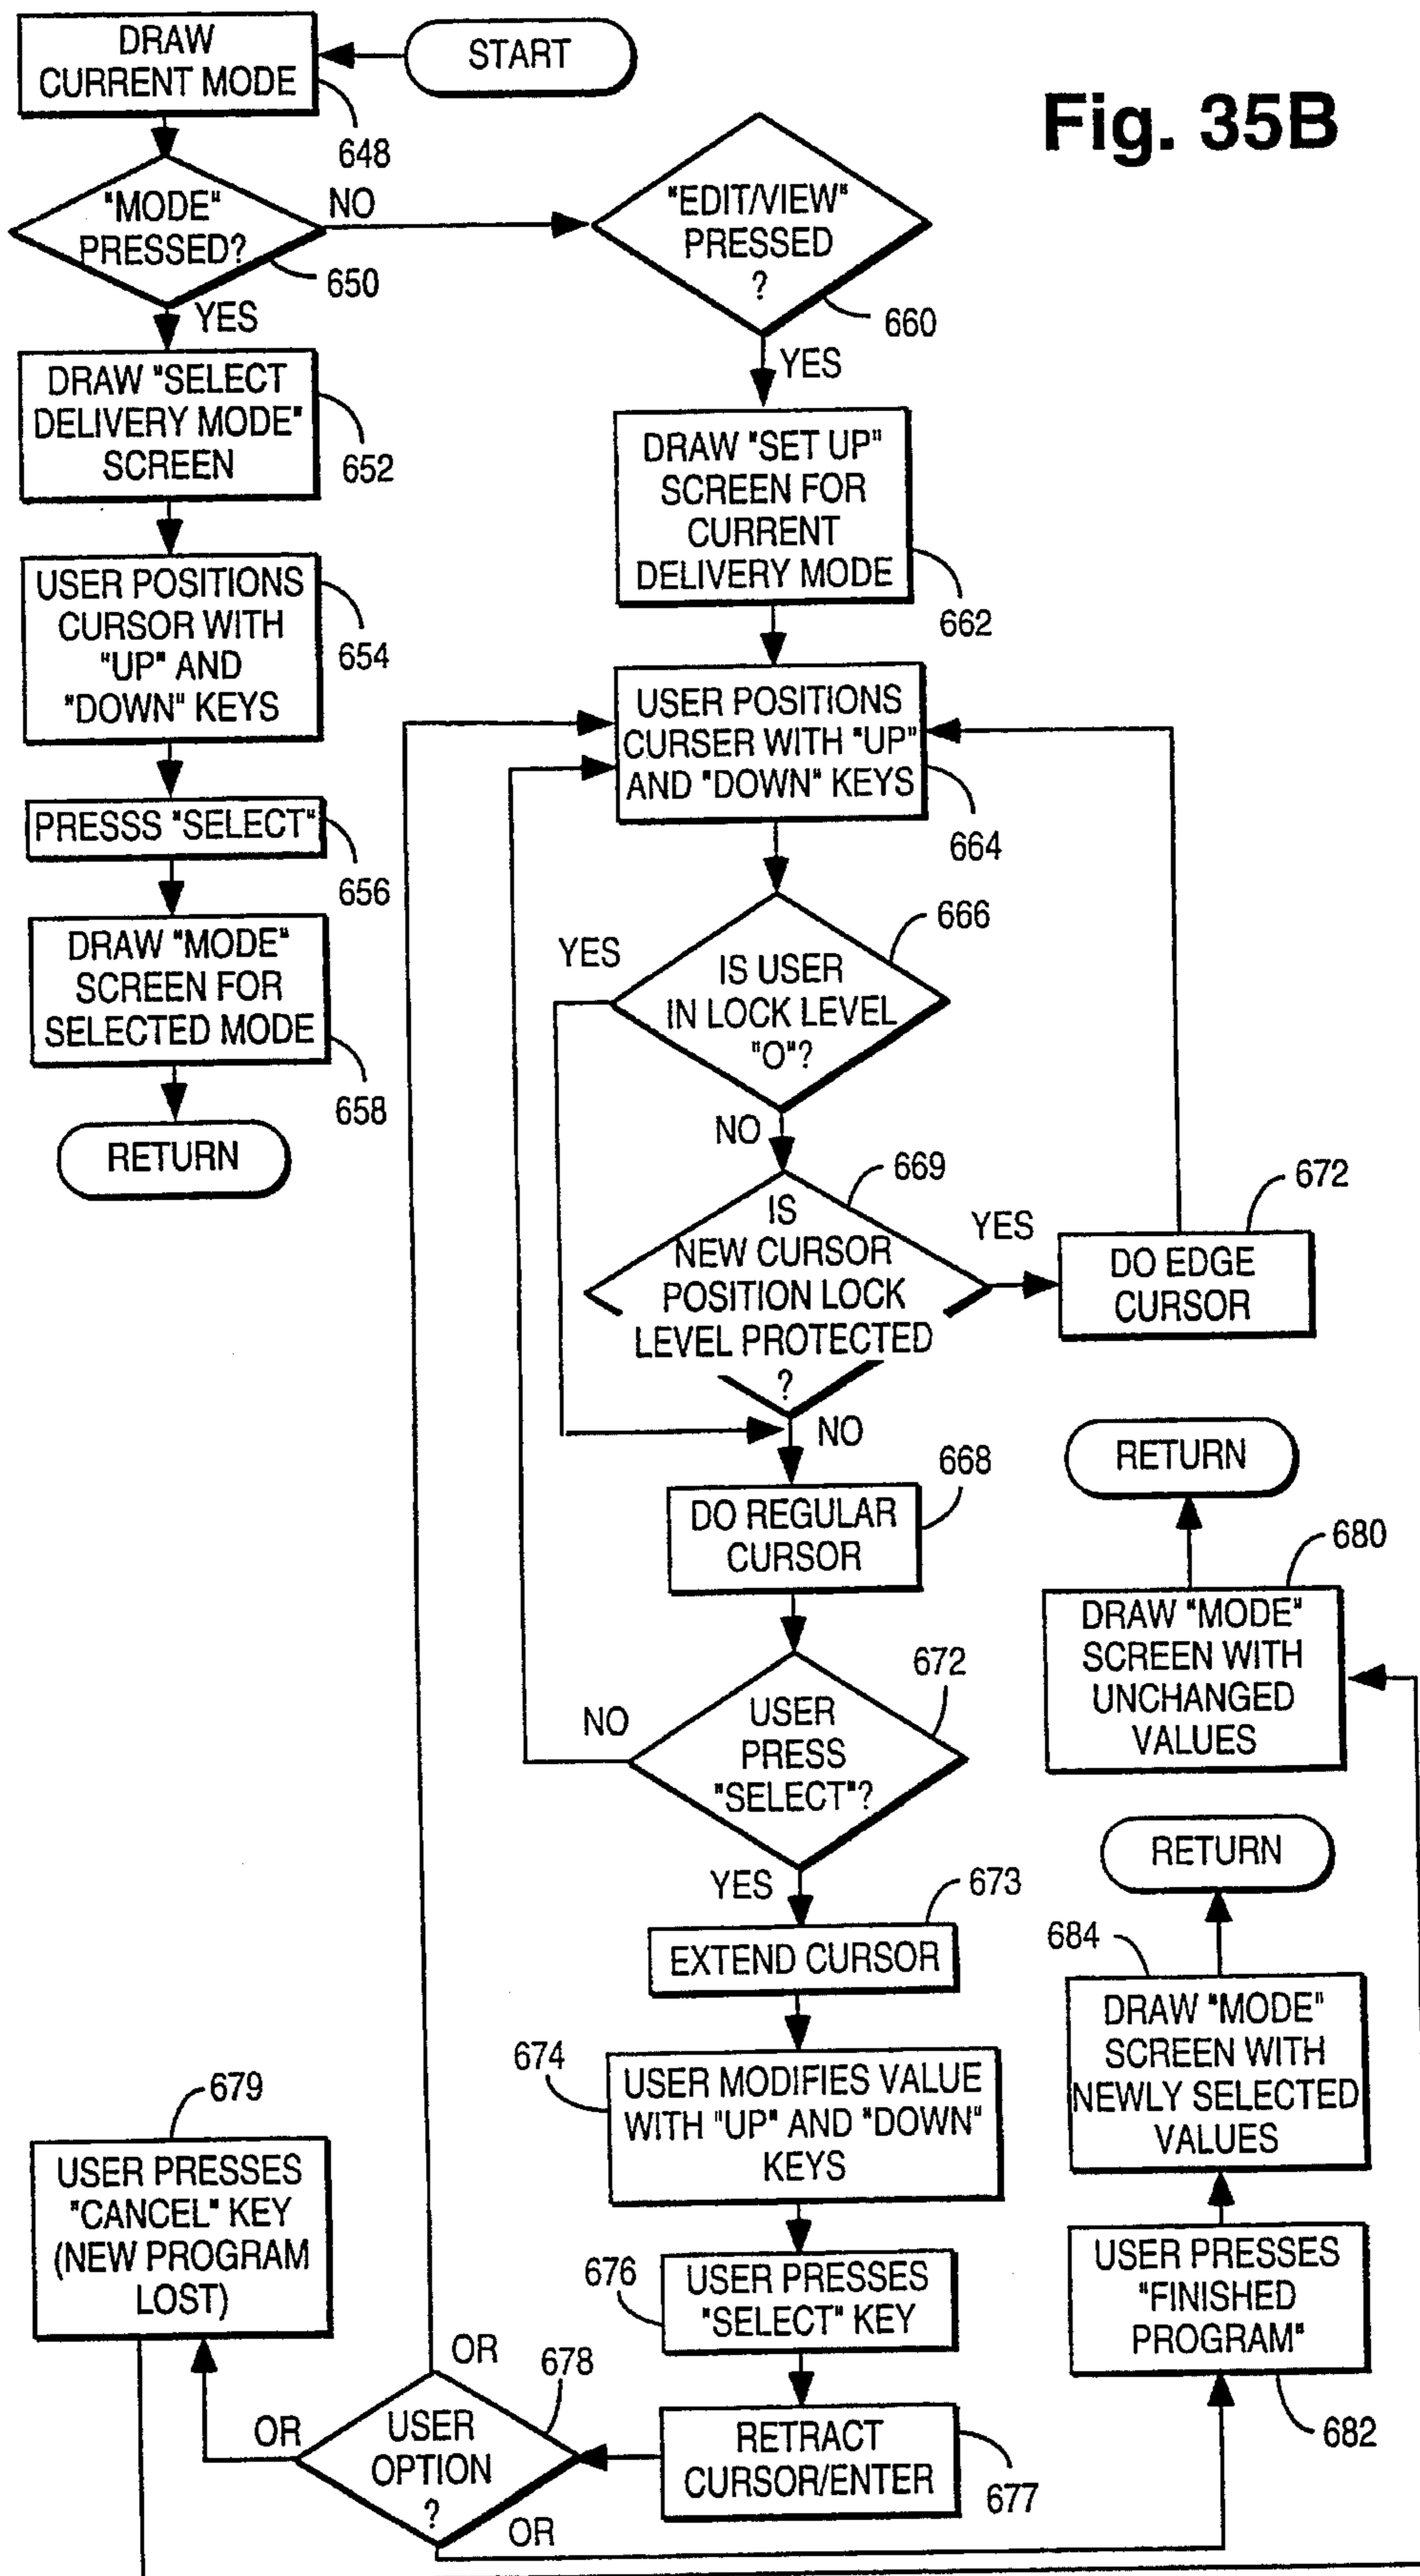 Fig. 35B
START
DRAW
CURRENT MODE
648
"MODE"
PRESSED?
650
NO
YES
DRAW "SELECT
DELIVERY MODE"
SCREEN
652
USER POSITIONS
CURSOR WITH
"UP" AND
"DOWN" KEYS
654
PRESSS "SELECT"
656
DRAW "MODE"
SCREEN FOR
SELECTED MODE
658
RETURN
"EDIT/VIEW"
PRESSED
?
660
YES
DRAW "SET UP"
SCREEN FOR
CURRENT
DELIVERY MODE
662
USER POSITIONS
CURSER WITH "UP"
AND "DOWN" KEYS
664
666
YES
IS USER
IN LOCK LEVEL
"O"?
NO
669
IS
NEW CURSOR
POSITION LOCK
LEVEL PROTECTED
?
YES
672
DO EDGE
CURSOR
NO
668
DO REGULAR
CURSOR
672
NO
USER
PRESS
"SELECT"?
YES
673
EXTEND CURSOR
674
USER MODIFIES VALUE
WITH "UP" AND "DOWN"
KEYS
676
USER PRESSES
"SELECT" KEY
RETRACT
CURSOR/ENTER
677
678
USER
OPTION
?
OR
OR
OR
679
USER PRESSES
"CANCEL" KEY
(NEW PROGRAM
LOST)
RETURN
680
DRAW "MODE"
SCREEN WITH
UNCHANGED
VALUES
RETURN
684
DRAW "MODE"
SCREEN WITH
NEWLY SELECTED
VALUES
USER PRESSES
"FINISHED
PROGRAM"
682